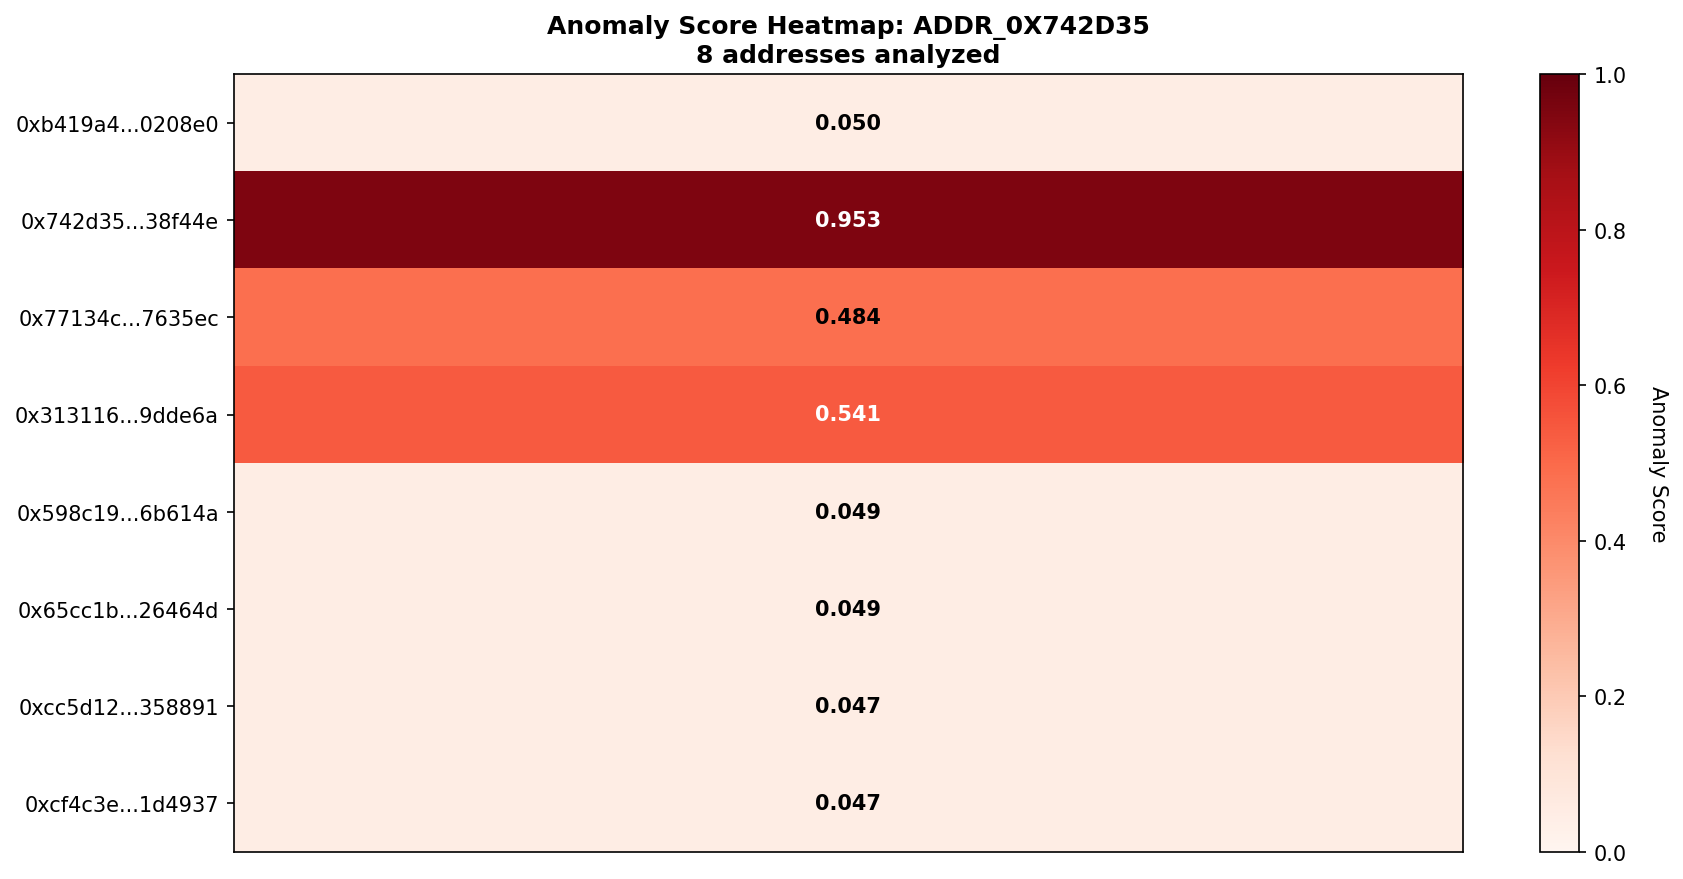 Anomaly Score Heatmap: ADDR_0X742D35
8 addresses analyzed
0xb419a4...0208e0
0.050
0x742d35...38f44e
0.953
0x77134c...7635ec
0.484
0x313116...9dde6a
0.541
0x598c19...6b614a
0.049
0x65cc1b...26464d
0.049
0xcc5d12...358891
0.047
0xcf4c3e...1d4937
0.047
1.0
0.8
0.6
0.4
0.2
0.0
Anomaly Score